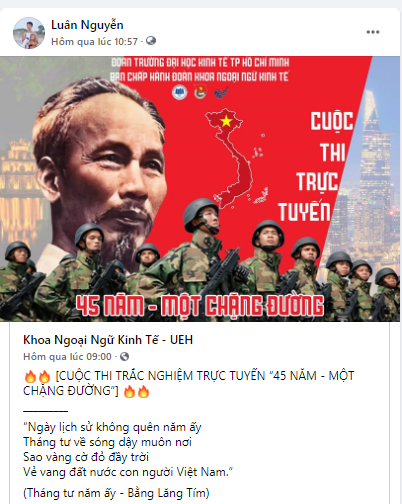 Luân Nguyễn
Hôm qua lúc 10:57 ·
ĐOÀN TRƯỜNG ĐẠI HỌC KINH TẾ TP HỒ CHÍ MINH
BAN CHẤP HÀNH ĐOÀN KHOA NGOẠI NGỮ KINH TẾ
CUỘC
THI
TRỰC
TUYẾN
45 NĂM - MỘT CHẶNG ĐƯỜNG
Khoa Ngoại Ngữ Kinh Tế - UEH
Hôm qua lúc 09:00 ·
🔥🔥 [CUỘC THI TRẮC NGHIỆM TRỰC TUYẾN "45 NĂM - MỘT
CHẶNG ĐƯỜNG"] 🔥🔥
_________
"Ngày lịch sử không quên năm ấy
Tháng tư về sóng dậy muôn nơi
Sao vàng cờ đỏ đầy trời
Vẻ vang đất nước con người Việt Nam."
(Tháng tư năm ấy - Bằng Lăng Tím)